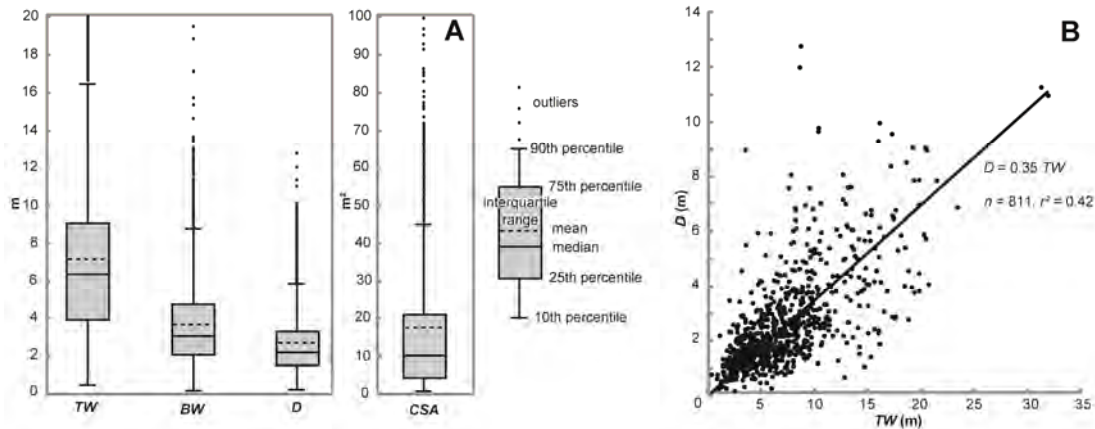 A
20
18
16
14
12
10
8
6
4
2
0
m
TW
BW
D
100
90
80
70
60
50
40
30
20
10
0
m²
CSA
outliers
90th percentile
75th percentile
interquartile
range
mean
median
25th percentile
10th percentile
B
14
12
10
8
6
4
2
D (m)
D = 0.35 TW
n = 811. r² = 0.42
0
5
10
15
20
25
30
35
TW (m)